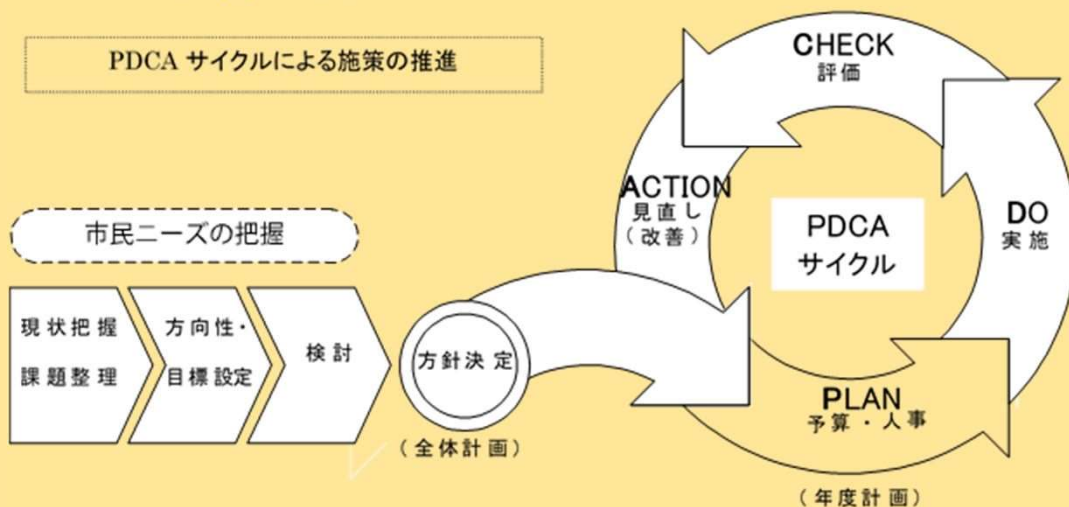 PDCA サイクルによる施策の推進
市民ニーズの把握
現状把握
課題整理
方向性・
目標設定
検討
方針決定
(全体計画)
CHECK
評価
ACTION
見直し
(改善)
PDCA
サイクル
DO
実施
PLAN
予算・人事
(年度計画)